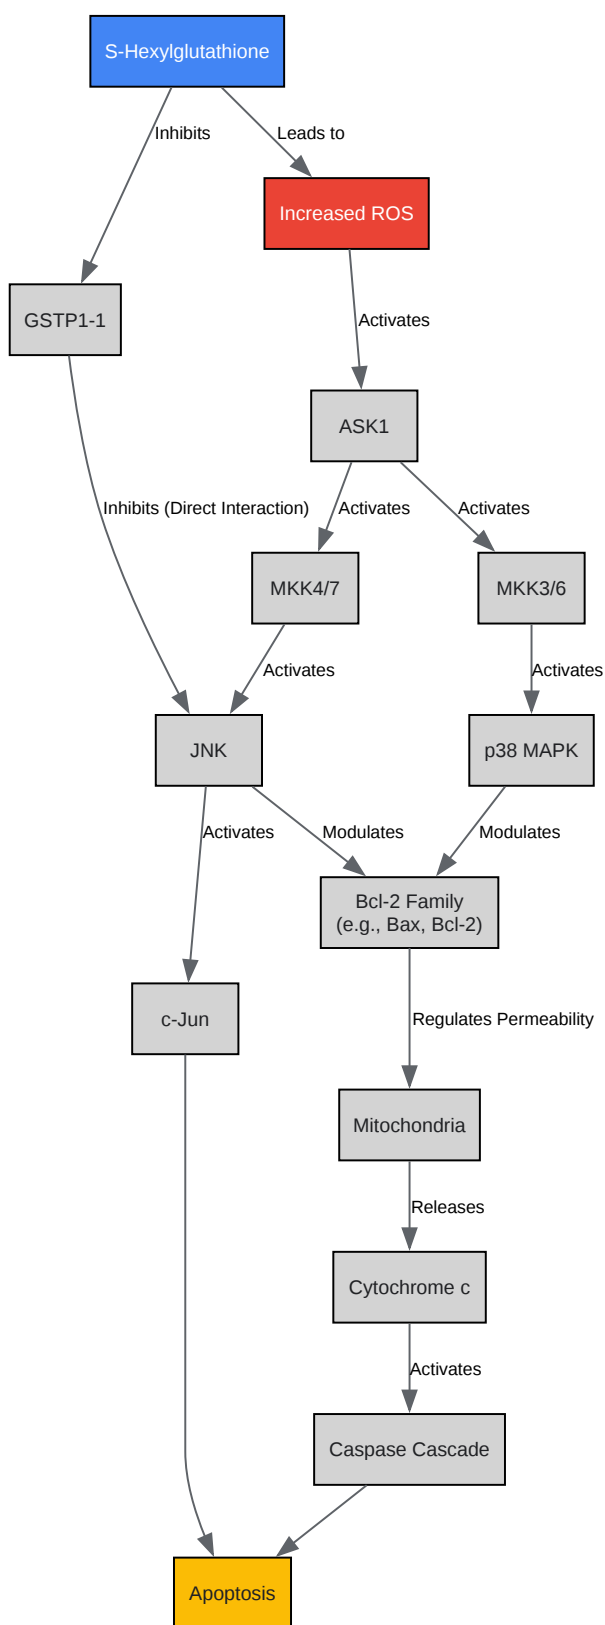 S-Hexylglutathione
Inhibits
Leads to
Increased ROS
GSTP1-1
Activates
ASK1
Inhibits (Direct Interaction)
Activates
Activates
MKK4/7
MKK3/6
Activates
Activates
JNK
p38 MAPK
Activates
Modulates
Modulates
Bcl-2 Family
(e.g., Bax, Bcl-2)
c-Jun
Regulates Permeability
Mitochondria
Releases
Cytochrome c
Activates
Caspase Cascade
Apoptosis